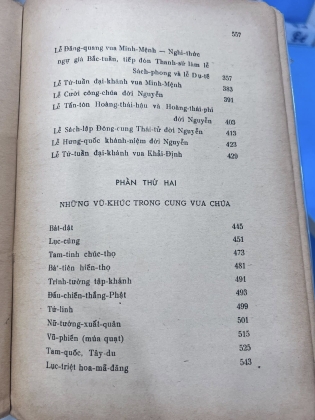 557
Lễ Đăng-quang vua Minh-Mệnh — Nghi-thức
ngự giá Bắc-tuần, tiếp đón Thanh-sứ làm lễ
Sách-phong và lễ Dụ-tế 357
Lễ Tứ-tuần đại-khánh vua Minh-Mệnh 383
Lễ Cưới công-chúa đời Nguyễn 391
Lễ Tấn-tôn Hoàng-thái-hậu và Hoàng-thái-phi
đời Nguyễn 403
Lễ Sách-lập Đông-cung Thái-tử đời Nguyễn 413
Lễ Hưng-quốc khánh-niệm đời Nguyễn 423
Lễ Tứ-tuần đại-khánh vua Khải-Định 429
PHẦN THỨ HAI
NHỮNG VŨ-KHÚC TRONG CUNG VUA CHÚA
Bát-dật 445
Lục-cúng 451
Tam-tinh chúc-thọ 473
Bát-tiên hiến-thọ 481
Trình-tường tập-khánh 491
Đấu-chiến-thắng-Phật 493
Tứ-linh 499
Nữ-tướng-xuất-quân 501
Vũ-phiến (múa quạt) 515
Tam-quốc, Tây-du 525
Lục-triệt hoa-mã-đăng 543